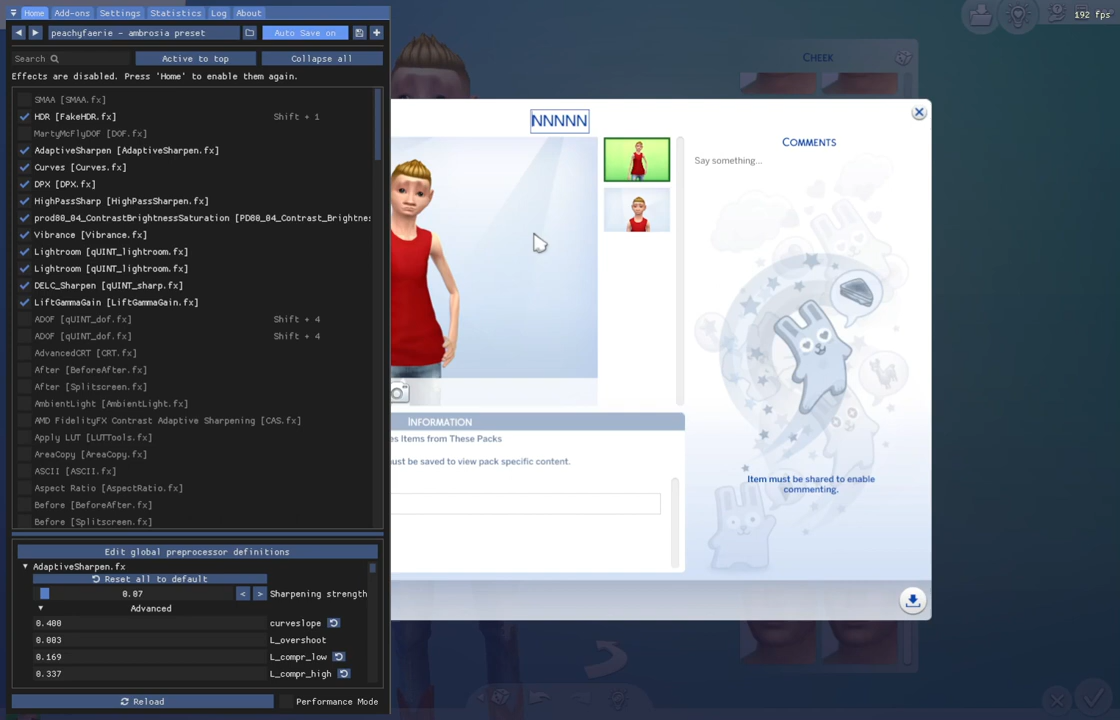 Home Add-ons Settings Statistics Log About
192 fps
peachyfaerie - ambrosia preset Auto Save on
Search Active to top Collapse all
Effects are disabled. Press 'Home' to enable them again.
SMAA [SMAA.fx]
HDR [FakeHDR.fx] Shift + 1
MartyMcFlyDOF [DOF.fx]
AdaptiveSharpen [AdaptiveSharpen.fx]
Curves [Curves.fx]
DPX [DPX.fx]
HighPassSharp [HighPassSharpen.fx]
prod80_04_ContrastBrightnessSaturation [PD80_04_Contrast_Brightnes
Vibrance [Vibrance.fx]
Lightroom [qUINT_lightroom.fx]
Lightroom [qUINT_lightroom.fx]
DELC_Sharpen [qUINT_sharp.fx]
LiftGammaGain [LiftGammaGain.fx]
ADOF [qUINT_dof.fx] Shift + 4
ADOF [qUINT_dof.fx] Shift + 4
AdvancedCRT [CRT.fx]
After [BeforeAfter.fx]
After [Splitscreen.fx]
AmbientLight [AmbientLight.fx]
AMD FidelityFX Contrast Adaptive Sharpening [CAS.fx]
Apply LUT [LUTTools.fx]
AreaCopy [AreaCopy.fx]
ASCII [ASCII.fx]
Aspect Ratio [AspectRatio.fx]
Before [BeforeAfter.fx]
Before [Splitscreen.fx]
Edit global preprocessor definitions
AdaptiveSharpen.fx
Reset all to default
0.07 < > Sharpening strength
Advanced
0.400 curveslope
0.003 L_overshoot
0.169 L_compr_low
0.337 L_compr_high
Reload Performance Mode
CHEEK
NNNNN
COMMENTS
Say something...
Item must be shared to enable
commenting.
INFORMATION
es Items from These Packs
ust be saved to view pack specific content.